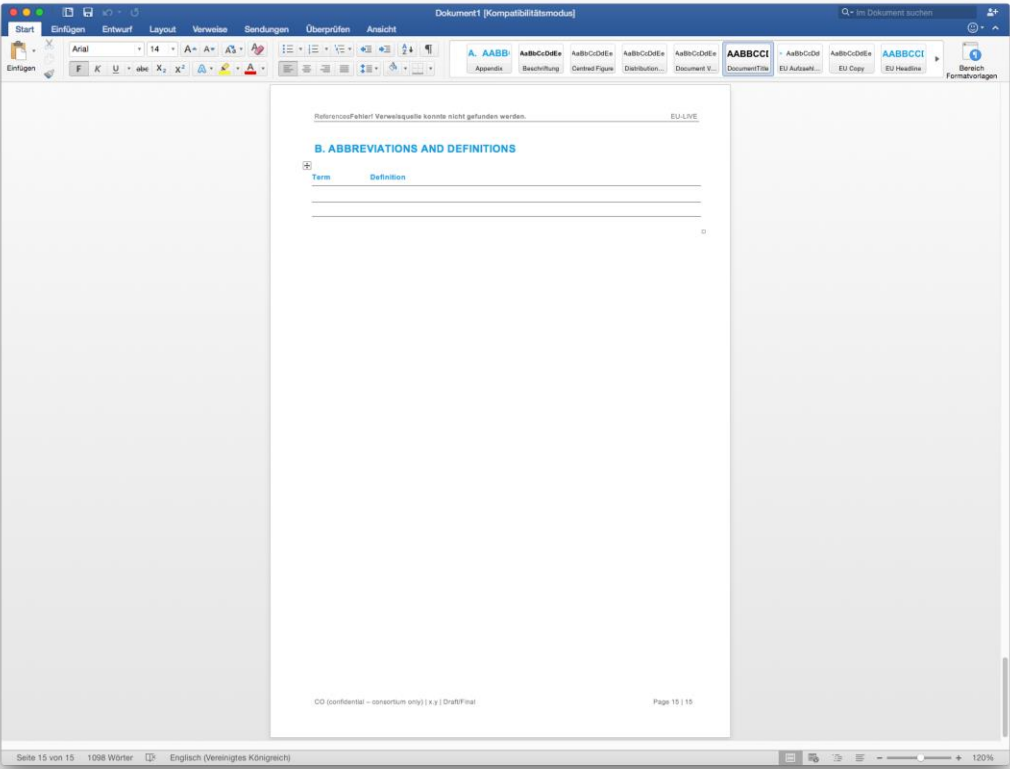 Dokument1 [Kompatibilitätsmodus]
Im Dokument suchen
Start Einfügen Entwurf Layout Verweise Sendungen Überprüfen Ansicht
Einfügen
Arial 14
F K U abc X₂ X²
A. AABB AaBbCcDdEe AaBbCcDdEe AaBbCcDdEe AaBbCcDdEe AABBCCI AaBbCcDd AaBbCcDdEe AABBCCI
Appendix Beschriftung Centred Figure Distribution... Document V... DocumentTitle EU Aufzaehl... EU Copy EU Headline
Bereich
Formatvorlagen
ReferencesFehler! Verweisquelle konnte nicht gefunden werden. EU-LIVE
B. ABBREVIATIONS AND DEFINITIONS
Term Definition
CO (confidential – consortium only) | x.y | Draft/Final Page 15 | 15
Seite 15 von 15 1098 Wörter Englisch (Vereinigtes Königreich) 120%